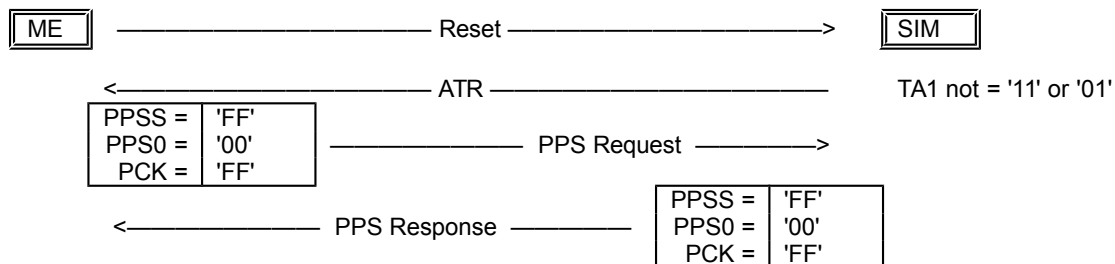 ME Reset SIM
ATR TA1 not = '11' or '01'
PPSS = 'FF'
PPS0 = '00' PPS Request
PCK = 'FF'
PPSS = 'FF'
PPS Response PPS0 = '00'
PCK = 'FF'